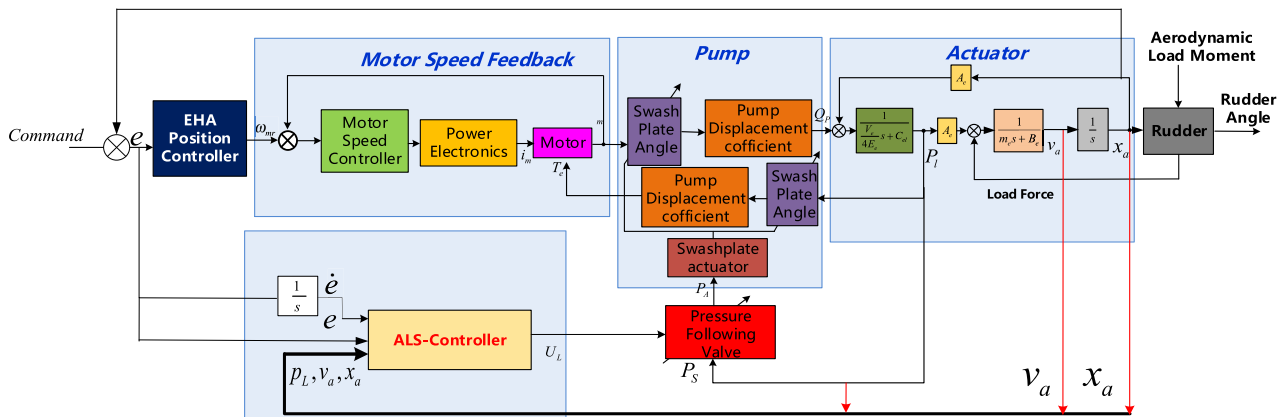 Motor Speed Feedback
Pump
Actuator
Aerodynamic
Load Moment
Rudder
Angle
Command
e
EHA
Position
Controller
ω_mr
Motor
Speed
Controller
Power
Electronics
i_m
Motor
m
T_e
Swash
Plate
Angle
Pump
Displacement
cofficient
Q_P
A_e
1
V_e
4E_e
s + C_el
P_l
A_e
1
m_e s + B_e
v_a
1
s
x_a
Rudder
Load Force
Pump
Displacement
cofficient
Swash
Plate
Angle
Swashplate
actuator
P_A
1
s
ė
e
ALS-Controller
U_L
Pressure
Following
Valve
P_S
p_L, v_a, x_a
v_a
x_a